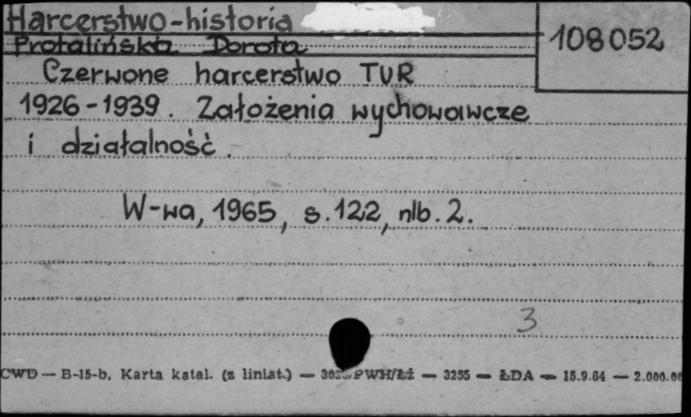 Harcerstwo-historia
108052
Protalińska Dorota
Czerwone harcerstwo TUR
1926-1939. Założenia wychowawcze
i działalność.
W-wa, 1965, s.122, nlb.2.
3
CWD — B-15-b, Karta katal. (z liniat.) — PWH/Łź — 3255 — ŁDA — 15.9.64 — 2.000.00